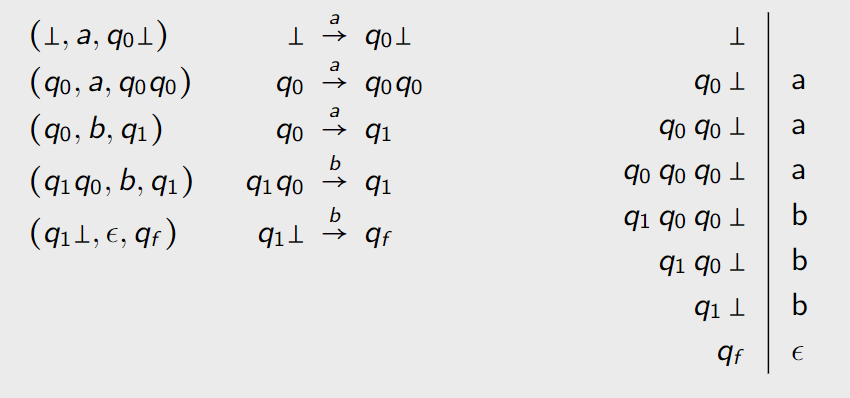 (⊥, a, q₀⊥) ⊥ →ᵃ q₀⊥ ⊥
(q₀, a, q₀q₀) q₀ →ᵃ q₀q₀ q₀ ⊥ a
(q₀, b, q₁) q₀ →ᵃ q₁ q₀ q₀ ⊥ a
(q₁q₀, b, q₁) q₁q₀ →ᵇ q₁ q₀ q₀ q₀ ⊥ a
(q₁⊥, ϵ, q_f) q₁⊥ →ᵇ q_f q₁ q₀ q₀ ⊥ b
q₁ q₀ ⊥ b
q₁ ⊥ b
q_f ϵ